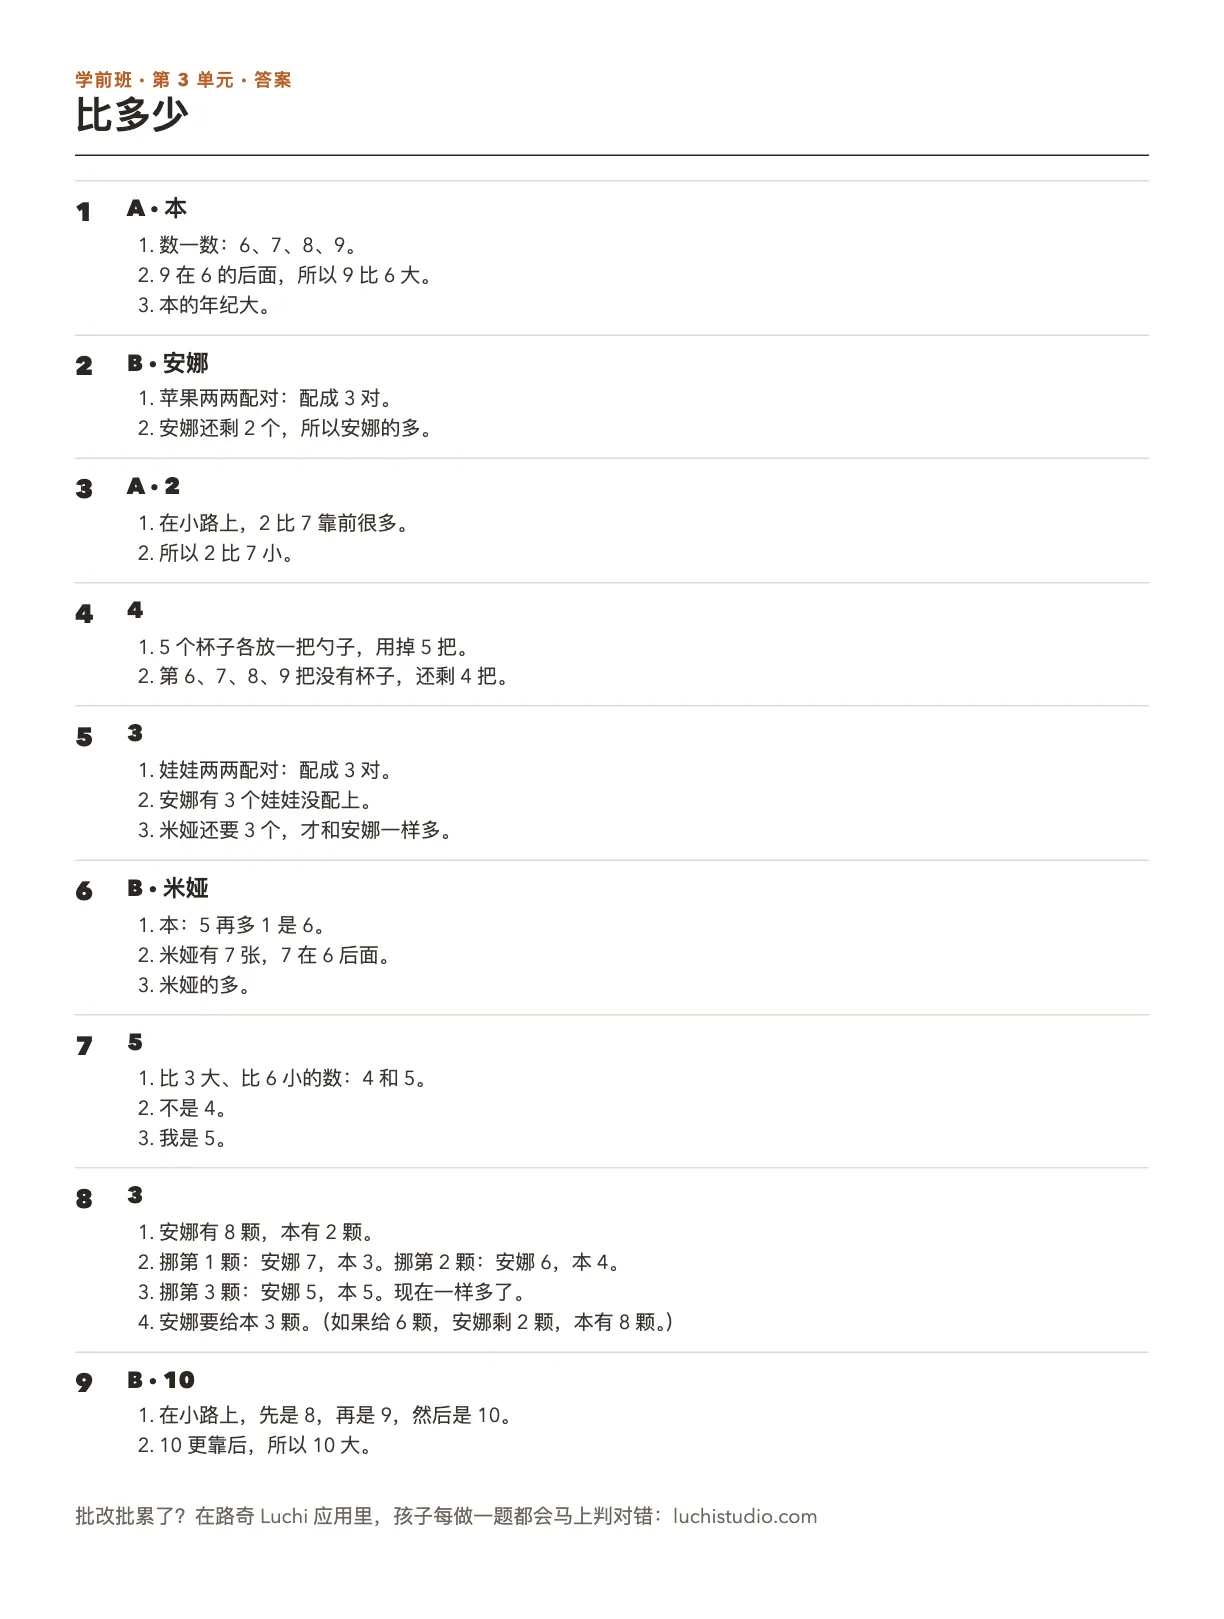 学前班 · 第 3 单元 · 答案
比多少
1 A · 本
1. 数一数：6、7、8、9。
2. 9 在 6 的后面，所以 9 比 6 大。
3. 本的年纪大。
2 B · 安娜
1. 苹果两两配对：配成 3 对。
2. 安娜还剩 2 个，所以安娜的多。
3 A · 2
1. 在小路上，2 比 7 靠前很多。
2. 所以 2 比 7 小。
4 4
1. 5 个杯子各放一把勺子，用掉 5 把。
2. 第 6、7、8、9 把没有杯子，还剩 4 把。
5 3
1. 娃娃两两配对：配成 3 对。
2. 安娜有 3 个娃娃没配上。
3. 米娅还要 3 个，才和安娜一样多。
6 B · 米娅
1. 本：5 再多 1 是 6。
2. 米娅有 7 张，7 在 6 后面。
3. 米娅的多。
7 5
1. 比 3 大、比 6 小的数：4 和 5。
2. 不是 4。
3. 我是 5。
8 3
1. 安娜有 8 颗，本有 2 颗。
2. 挪第 1 颗：安娜 7，本 3。挪第 2 颗：安娜 6，本 4。
3. 挪第 3 颗：安娜 5，本 5。现在一样多了。
4. 安娜要给本 3 颗。（如果给 6 颗，安娜剩 2 颗，本有 8 颗。）
9 B · 10
1. 在小路上，先是 8，再是 9，然后是 10。
2. 10 更靠后，所以 10 大。
批改批累了？在路奇 Luchi 应用里，孩子每做一题都会马上判对错：luchistudio.com